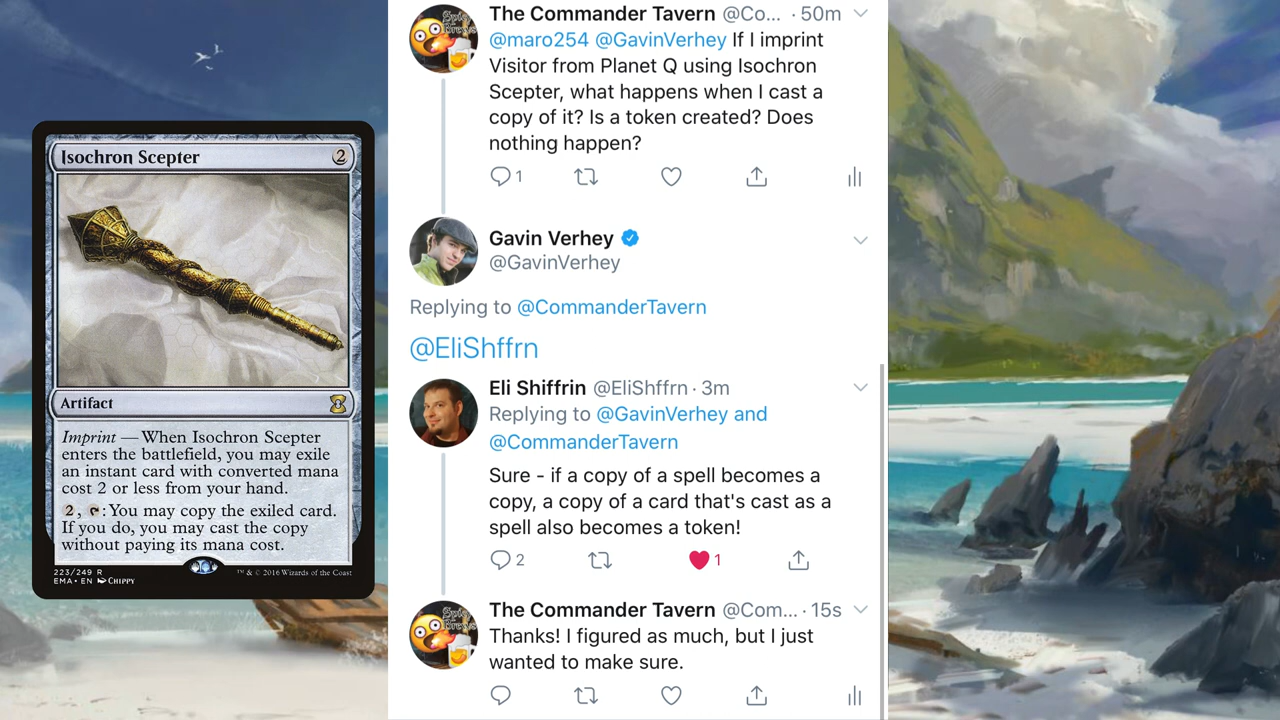 Isochron Scepter 2
Artifact
Imprint — When Isochron Scepter
enters the battlefield, you may exile
an instant card with converted mana
cost 2 or less from your hand.
2, : You may copy the exiled card.
If you do, you may cast the copy
without paying its mana cost.
223/249 R
EMA • EN CHIPPY
™ & © 2016 Wizards of the Coast
The Commander Tavern @Co... · 50m
@maro254 @GavinVerhey If I imprint
Visitor from Planet Q using Isochron
Scepter, what happens when I cast a
copy of it? Is a token created? Does
nothing happen?
1
Gavin Verhey
@GavinVerhey
Replying to @CommanderTavern
@EliShffrn
Eli Shiffrin @EliShffrn · 3m
Replying to @GavinVerhey and
@CommanderTavern
Sure - if a copy of a spell becomes a
copy, a copy of a card that's cast as a
spell also becomes a token!
2 1
The Commander Tavern @Com... · 15s
Thanks! I figured as much, but I just
wanted to make sure.